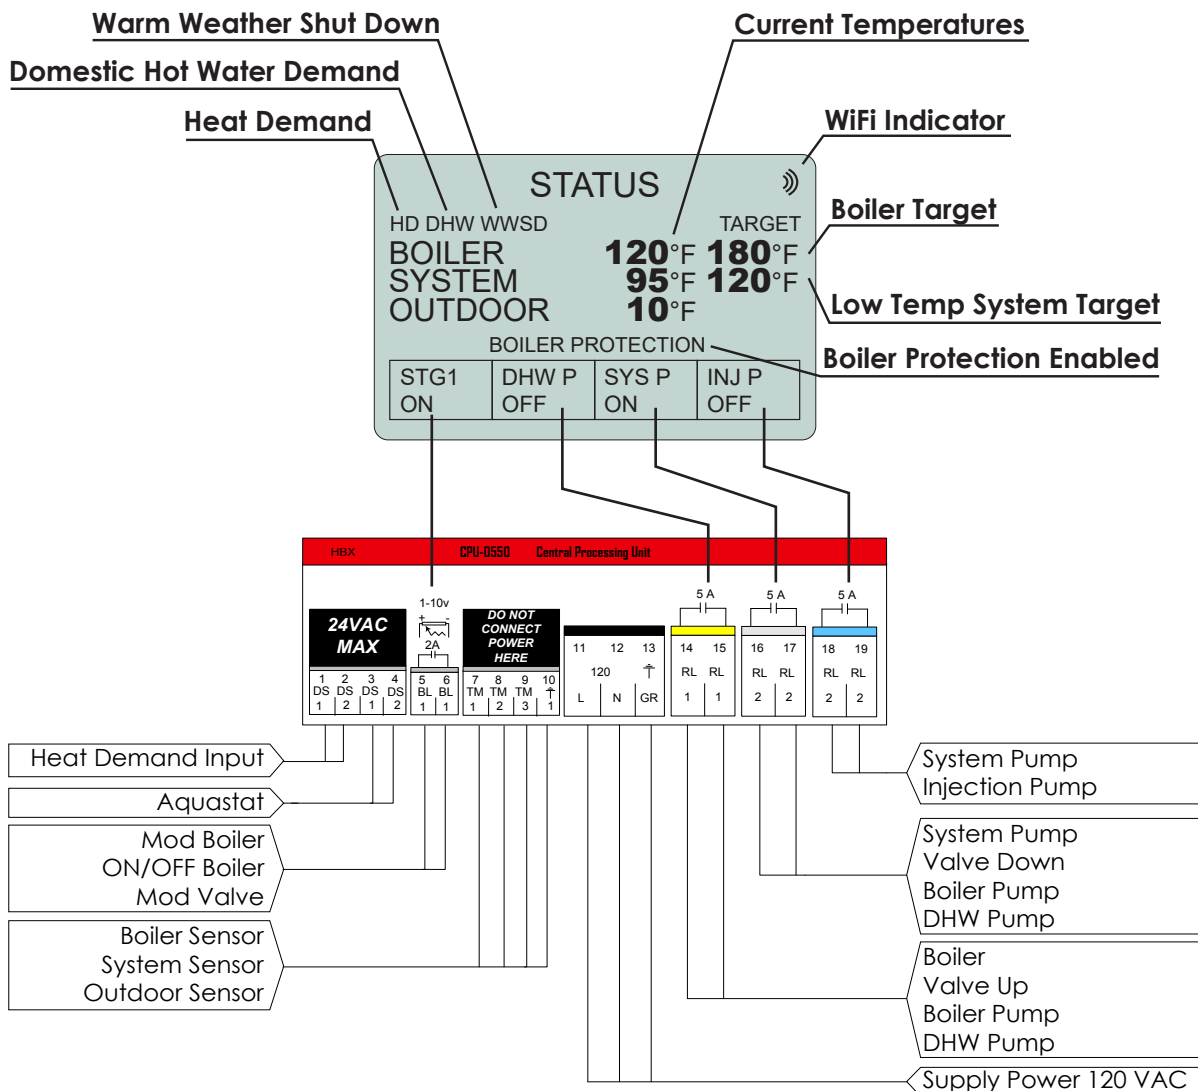 Warm Weather Shut Down
Current Temperatures
Domestic Hot Water Demand
Heat Demand
WiFi Indicator
STATUS
HD DHW WWSD
TARGET
Boiler Target
BOILER 120°F 180°F
SYSTEM 95°F 120°F
OUTDOOR 10°F
Low Temp System Target
BOILER PROTECTION
Boiler Protection Enabled
STG1 DHW P SYS P INJ P
ON OFF ON OFF
HBX CPU-0550 Central Processing Unit
24VAC
MAX
1-10v
+ -
2A
DO NOT
CONNECT
POWER
HERE
5 A 5 A 5 A
11 12 13
120
L N GR
14 15 16 17 18 19
RL RL RL RL RL RL
1 1 2 2 2 2
1 2 3 4 5 6 7 8 9 10
DS DS DS DS BL BL TM TM TM
1 2 1 2 1 1 1 2 3 1
Heat Demand Input
Aquastat
Mod Boiler
ON/OFF Boiler
Mod Valve
Boiler Sensor
System Sensor
Outdoor Sensor
System Pump
Injection Pump
System Pump
Valve Down
Boiler Pump
DHW Pump
Boiler
Valve Up
Boiler Pump
DHW Pump
Supply Power 120 VAC